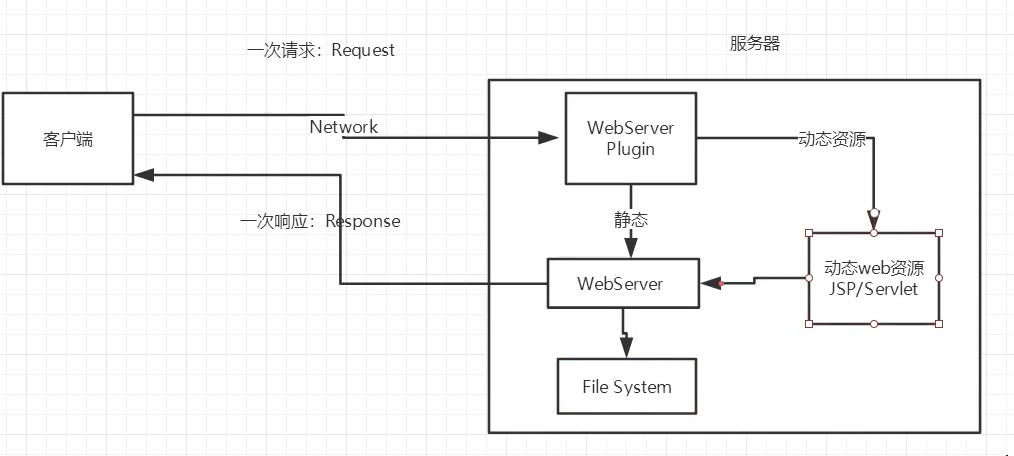 一次请求：Request
服务器
客户端
Network
WebServer
Plugin
动态资源
一次响应：Response
静态
动态web资源
JSP/Servlet
WebServer
File System